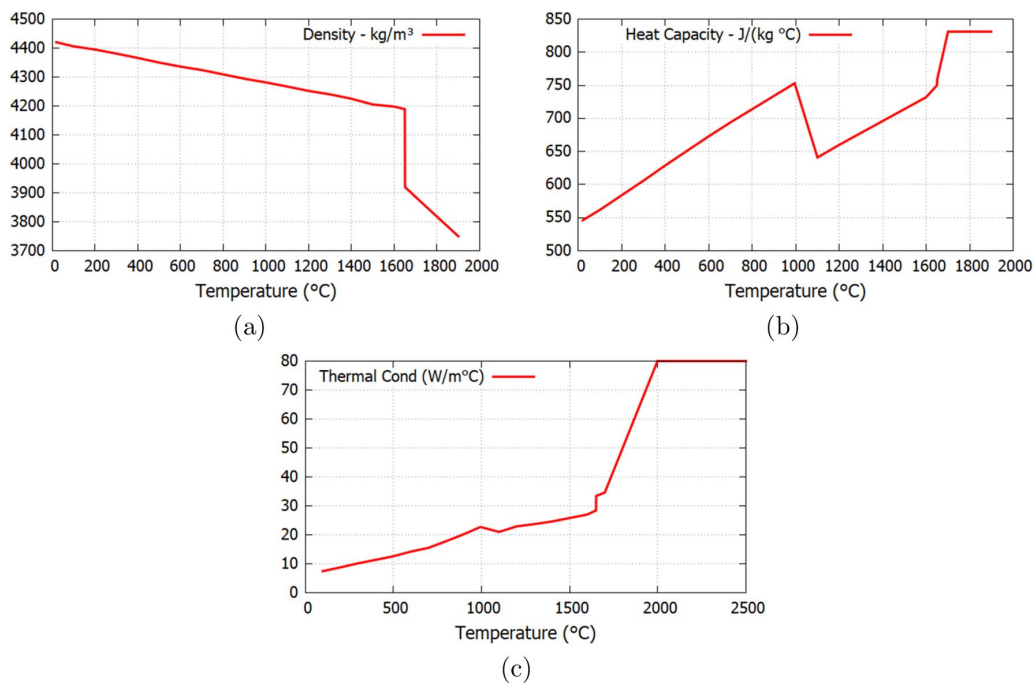 Density - kg/m³
4500
4400
4300
4200
4100
4000
3900
3800
3700
0 200 400 600 800 1000 1200 1400 1600 1800 2000
Temperature (°C)
(a)
Heat Capacity - J/(kg °C)
850
800
750
700
650
600
550
500
0 200 400 600 800 1000 1200 1400 1600 1800 2000
Temperature (°C)
(b)
Thermal Cond (W/m°C)
80
70
60
50
40
30
20
10
0
0 500 1000 1500 2000 2500
Temperature (°C)
(c)